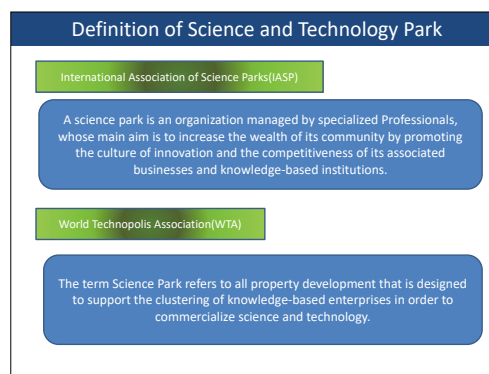 Definition of Science and Technology Park
International Association of Science Parks(IASP)
A science park is an organization managed by specialized Professionals,
whose main aim is to increase the wealth of its community by promoting
the culture of innovation and the competitiveness of its associated
businesses and knowledge-based institutions.
World Technopolis Association(WTA)
The term Science Park refers to all property development that is designed
to support the clustering of knowledge-based enterprises in order to
commercialize science and technology.